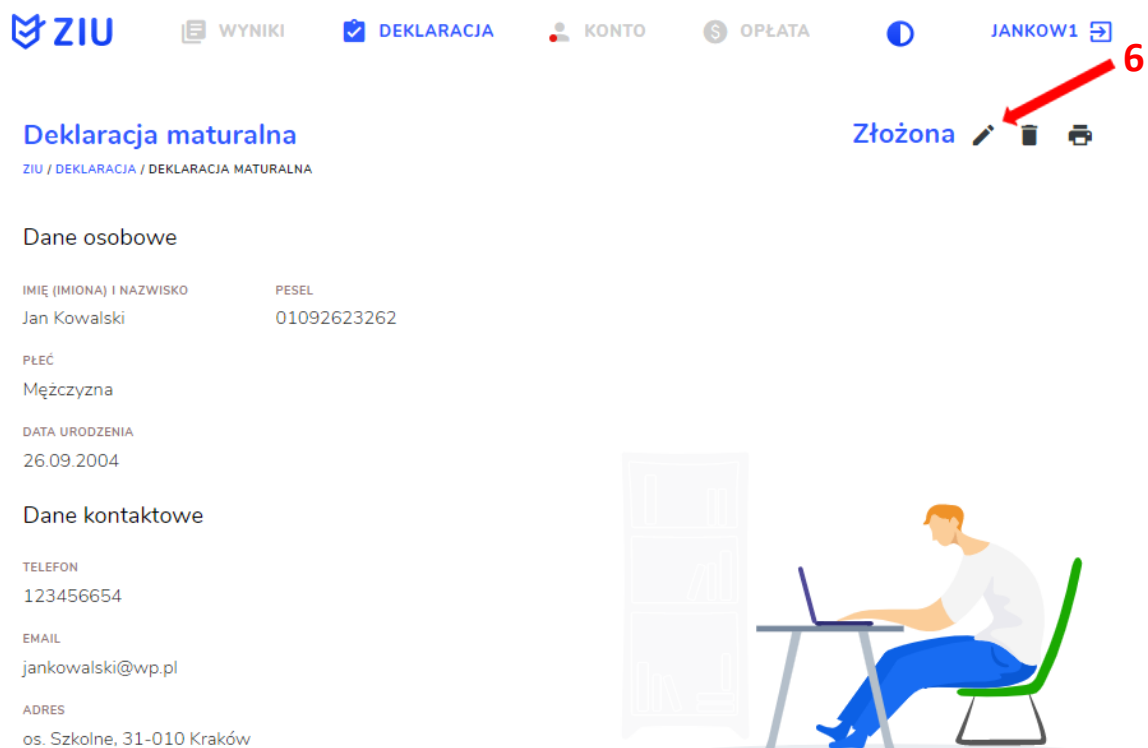 ZIU WYNIKI DEKLARACJA KONTO $ OPŁATA JANKOW1
6
Deklaracja maturalna Złożona
ZIU / DEKLARACJA / DEKLARACJA MATURALNA
Dane osobowe
IMIĘ (IMIONA) I NAZWISKO PESEL
Jan Kowalski 01092623262
PŁEĆ
Mężczyzna
DATA URODZENIA
26.09.2004
Dane kontaktowe
TELEFON
123456654
EMAIL
jankowalski@wp.pl
ADRES
os. Szkolne, 31-010 Kraków